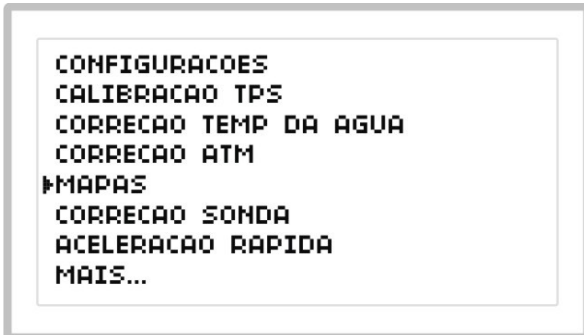 CONFIGURACOES
CALIBRACAO TPS
CORRECAO TEMP DA AGUA
CORRECAO ATM
MAPAS
CORRECAO SONDA
ACELERACAO RAPIDA
MAIS...